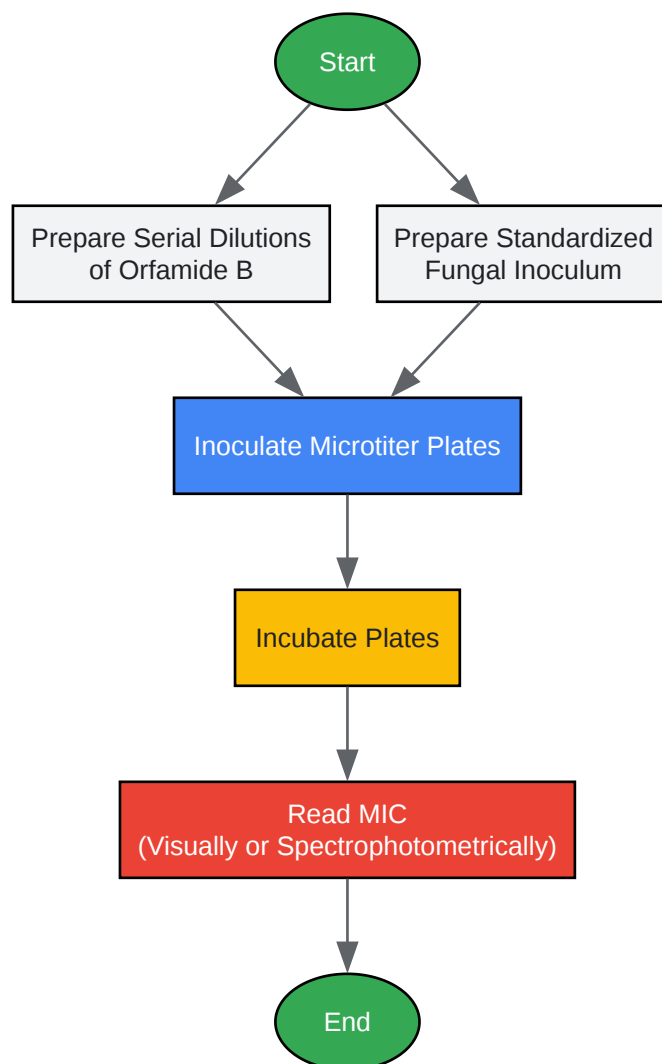 Start
Prepare Serial Dilutions
of Orfamide B
Prepare Standardized
Fungal Inoculum
Inoculate Microtiter Plates
Incubate Plates
Read MIC
(Visually or Spectrophotometrically)
End